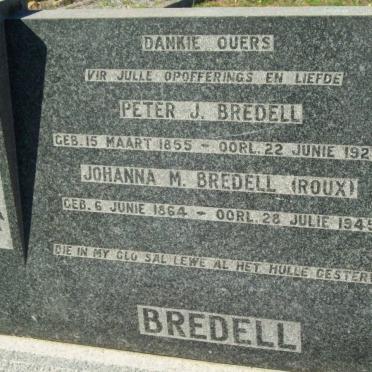 DANKIE OUERS
VIR JULLE OPOFFERINGS EN LIEFDE
PETER J. BREDELL
GEB. 15 MAART 1855 – OORL. 22 JUNIE 192
JOHANNA M. BREDELL (ROUX)
GEB. 6 JUNIE 1864 – OORL. 28 JULIE 1945
DIE IN MY GLO SAL LEWE AL HET HULLE GESTERF
BREDELL